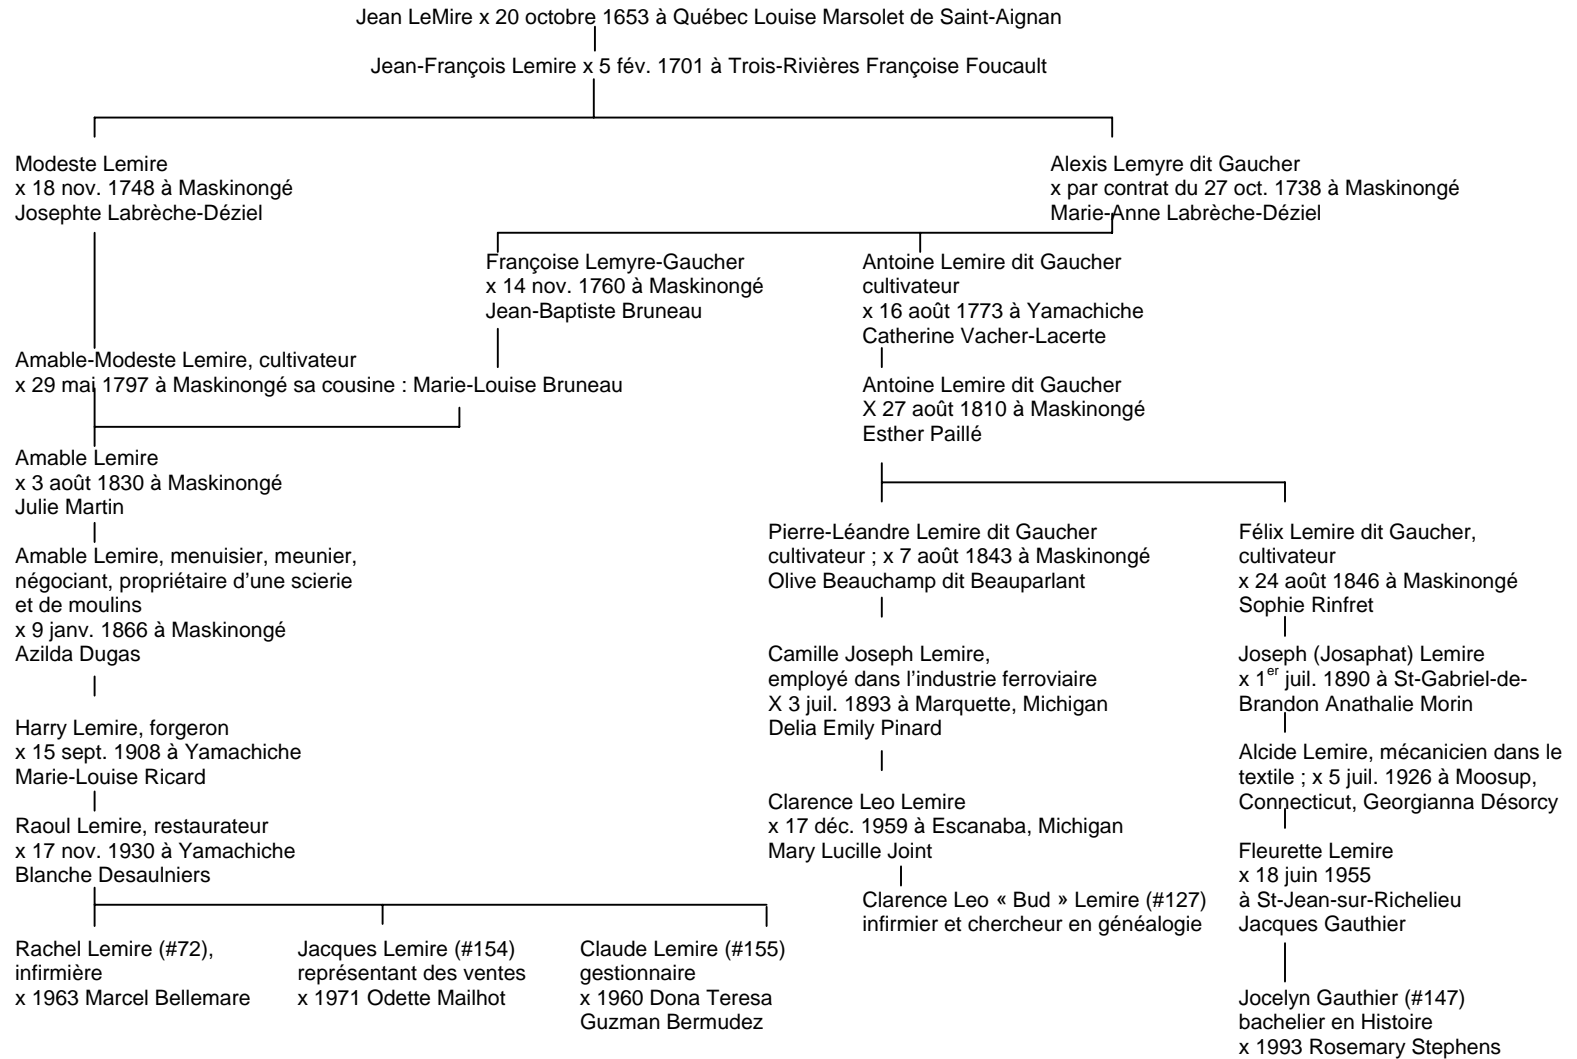 Jean LeMire x 20 octobre 1653 à Québec Louise Marsolet de Saint-Aignan
Jean-François Lemire x 5 fév. 1701 à Trois-Rivières Françoise Foucault
Modeste Lemire
x 18 nov. 1748 à Maskinongé
Josephte Labrèche-Déziel
Alexis Lemyre dit Gaucher
x par contrat du 27 oct. 1738 à Maskinongé
Marie-Anne Labrèche-Déziel
Françoise Lemyre-Gaucher
x 14 nov. 1760 à Maskinongé
Jean-Baptiste Bruneau
Antoine Lemire dit Gaucher
cultivateur
x 16 août 1773 à Yamachiche
Catherine Vacher-Lacerte
Amable-Modeste Lemire, cultivateur
x 29 mai 1797 à Maskinongé sa cousine : Marie-Louise Bruneau
Antoine Lemire dit Gaucher
X 27 août 1810 à Maskinongé
Esther Paillé
Amable Lemire
x 3 août 1830 à Maskinongé
Julie Martin
Pierre-Léandre Lemire dit Gaucher
cultivateur ; x 7 août 1843 à Maskinongé
Olive Beauchamp dit Beauparlant
Félix Lemire dit Gaucher,
cultivateur
x 24 août 1846 à Maskinongé
Sophie Rinfret
Amable Lemire, menuisier, meunier,
négociant, propriétaire d'une scierie
et de moulins
x 9 janv. 1866 à Maskinongé
Azilda Dugas
Camille Joseph Lemire,
employé dans l'industrie ferroviaire
X 3 juil. 1893 à Marquette, Michigan
Delia Emily Pinard
Joseph (Josaphat) Lemire
x 1er juil. 1890 à St-Gabriel-de-
Brandon Anathalie Morin
Harry Lemire, forgeron
x 15 sept. 1908 à Yamachiche
Marie-Louise Ricard
Alcide Lemire, mécanicien dans le
textile ; x 5 juil. 1926 à Moosup,
Connecticut, Georgianna Désorcy
Clarence Leo Lemire
x 17 déc. 1959 à Escanaba, Michigan
Mary Lucille Joint
Raoul Lemire, restaurateur
x 17 nov. 1930 à Yamachiche
Blanche Desaulniers
Fleurette Lemire
x 18 juin 1955
à St-Jean-sur-Richelieu
Jacques Gauthier
Clarence Leo « Bud » Lemire (#127)
infirmier et chercheur en généalogie
Rachel Lemire (#72),
infirmière
x 1963 Marcel Bellemare
Jacques Lemire (#154)
représentant des ventes
x 1971 Odette Mailhot
Claude Lemire (#155)
gestionnaire
x 1960 Dona Teresa
Guzman Bermudez
Jocelyn Gauthier (#147)
bachelier en Histoire
x 1993 Rosemary Stephens